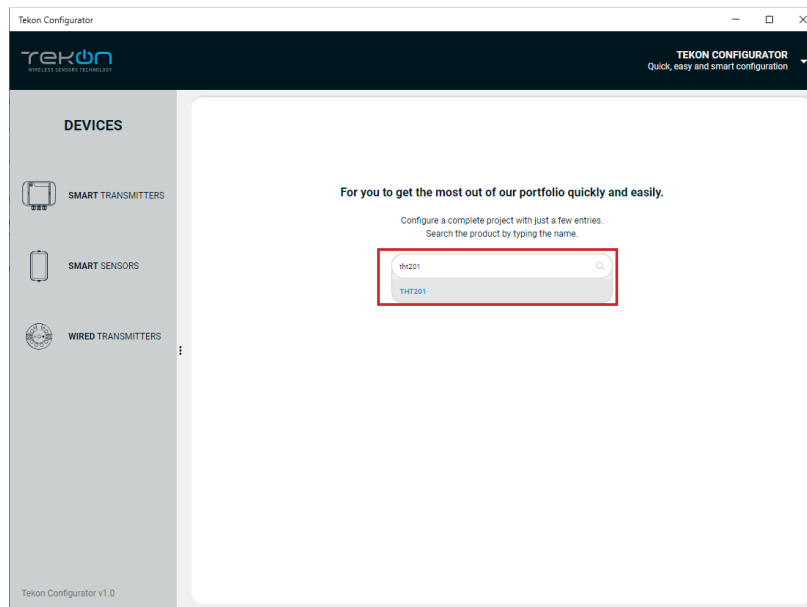 Tekon Configurator
TEKON
WIRELESS SENSORS TECHNOLOGY
TEKON CONFIGURATOR
Quick, easy and smart configuration
DEVICES
SMART TRANSMITTERS
SMART SENSORS
WIRED TRANSMITTERS
For you to get the most out of our portfolio quickly and easily.
Configure a complete project with just a few entries.
Search the product by typing the name.
tht201
THT201
Tekon Configurator v1.0